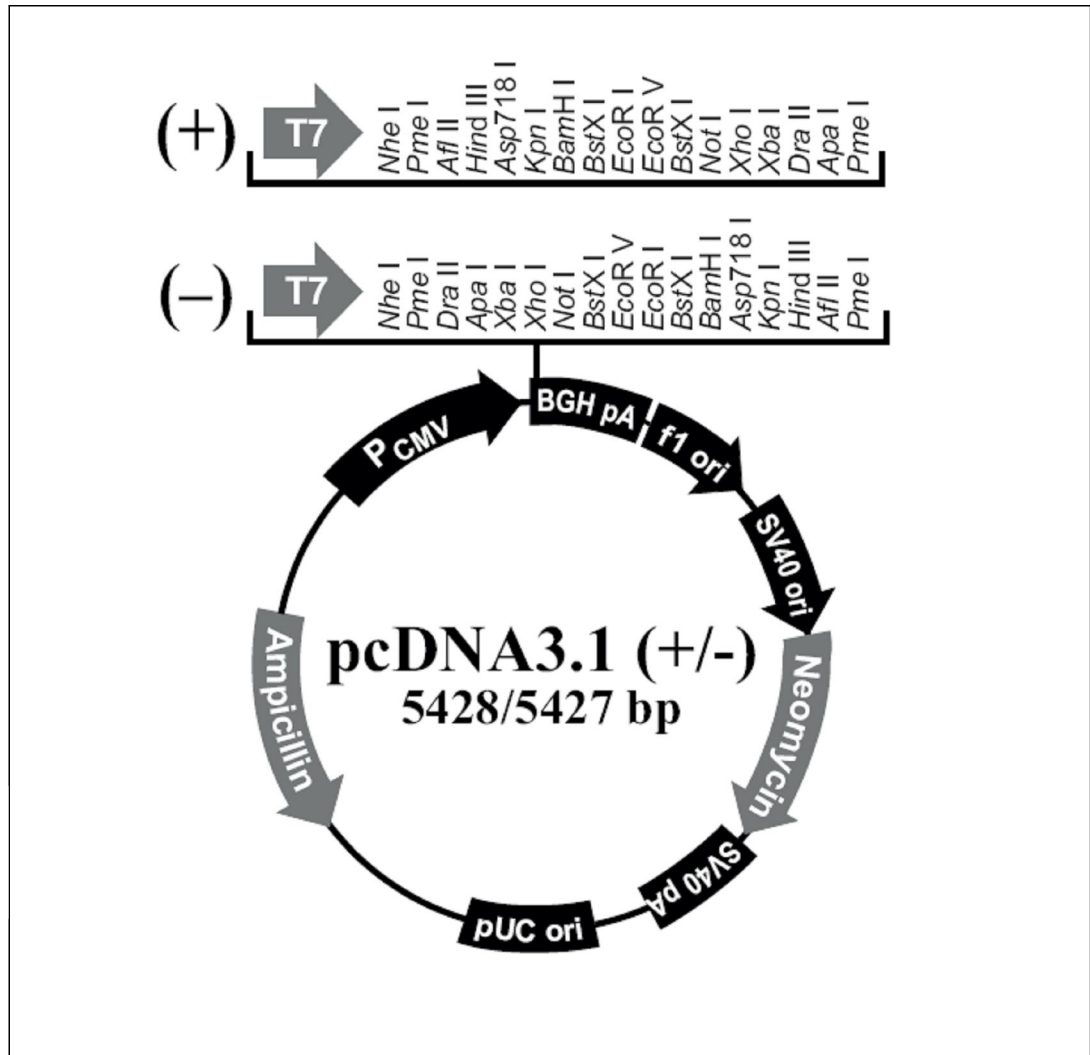 (+)
T7
Nhe I
Pme I
Afl II
Hind III
Asp718 I
Kpn I
BamH I
BstX I
EcoR I
EcoR V
BstX I
Not I
Xho I
Xba I
Dra II
Apa I
Pme I
(–)
T7
Nhe I
Pme I
Dra II
Apa I
Xba I
Xho I
Not I
BstX I
EcoR V
EcoR I
BstX I
BamH I
Asp718 I
Kpn I
Hind III
Afl II
Pme I
PCMV
BGH pA
f1 ori
SV40 ori
Neomycin
SV40 pA
pUC ori
Ampicillin
pcDNA3.1 (+/-)
5428/5427 bp